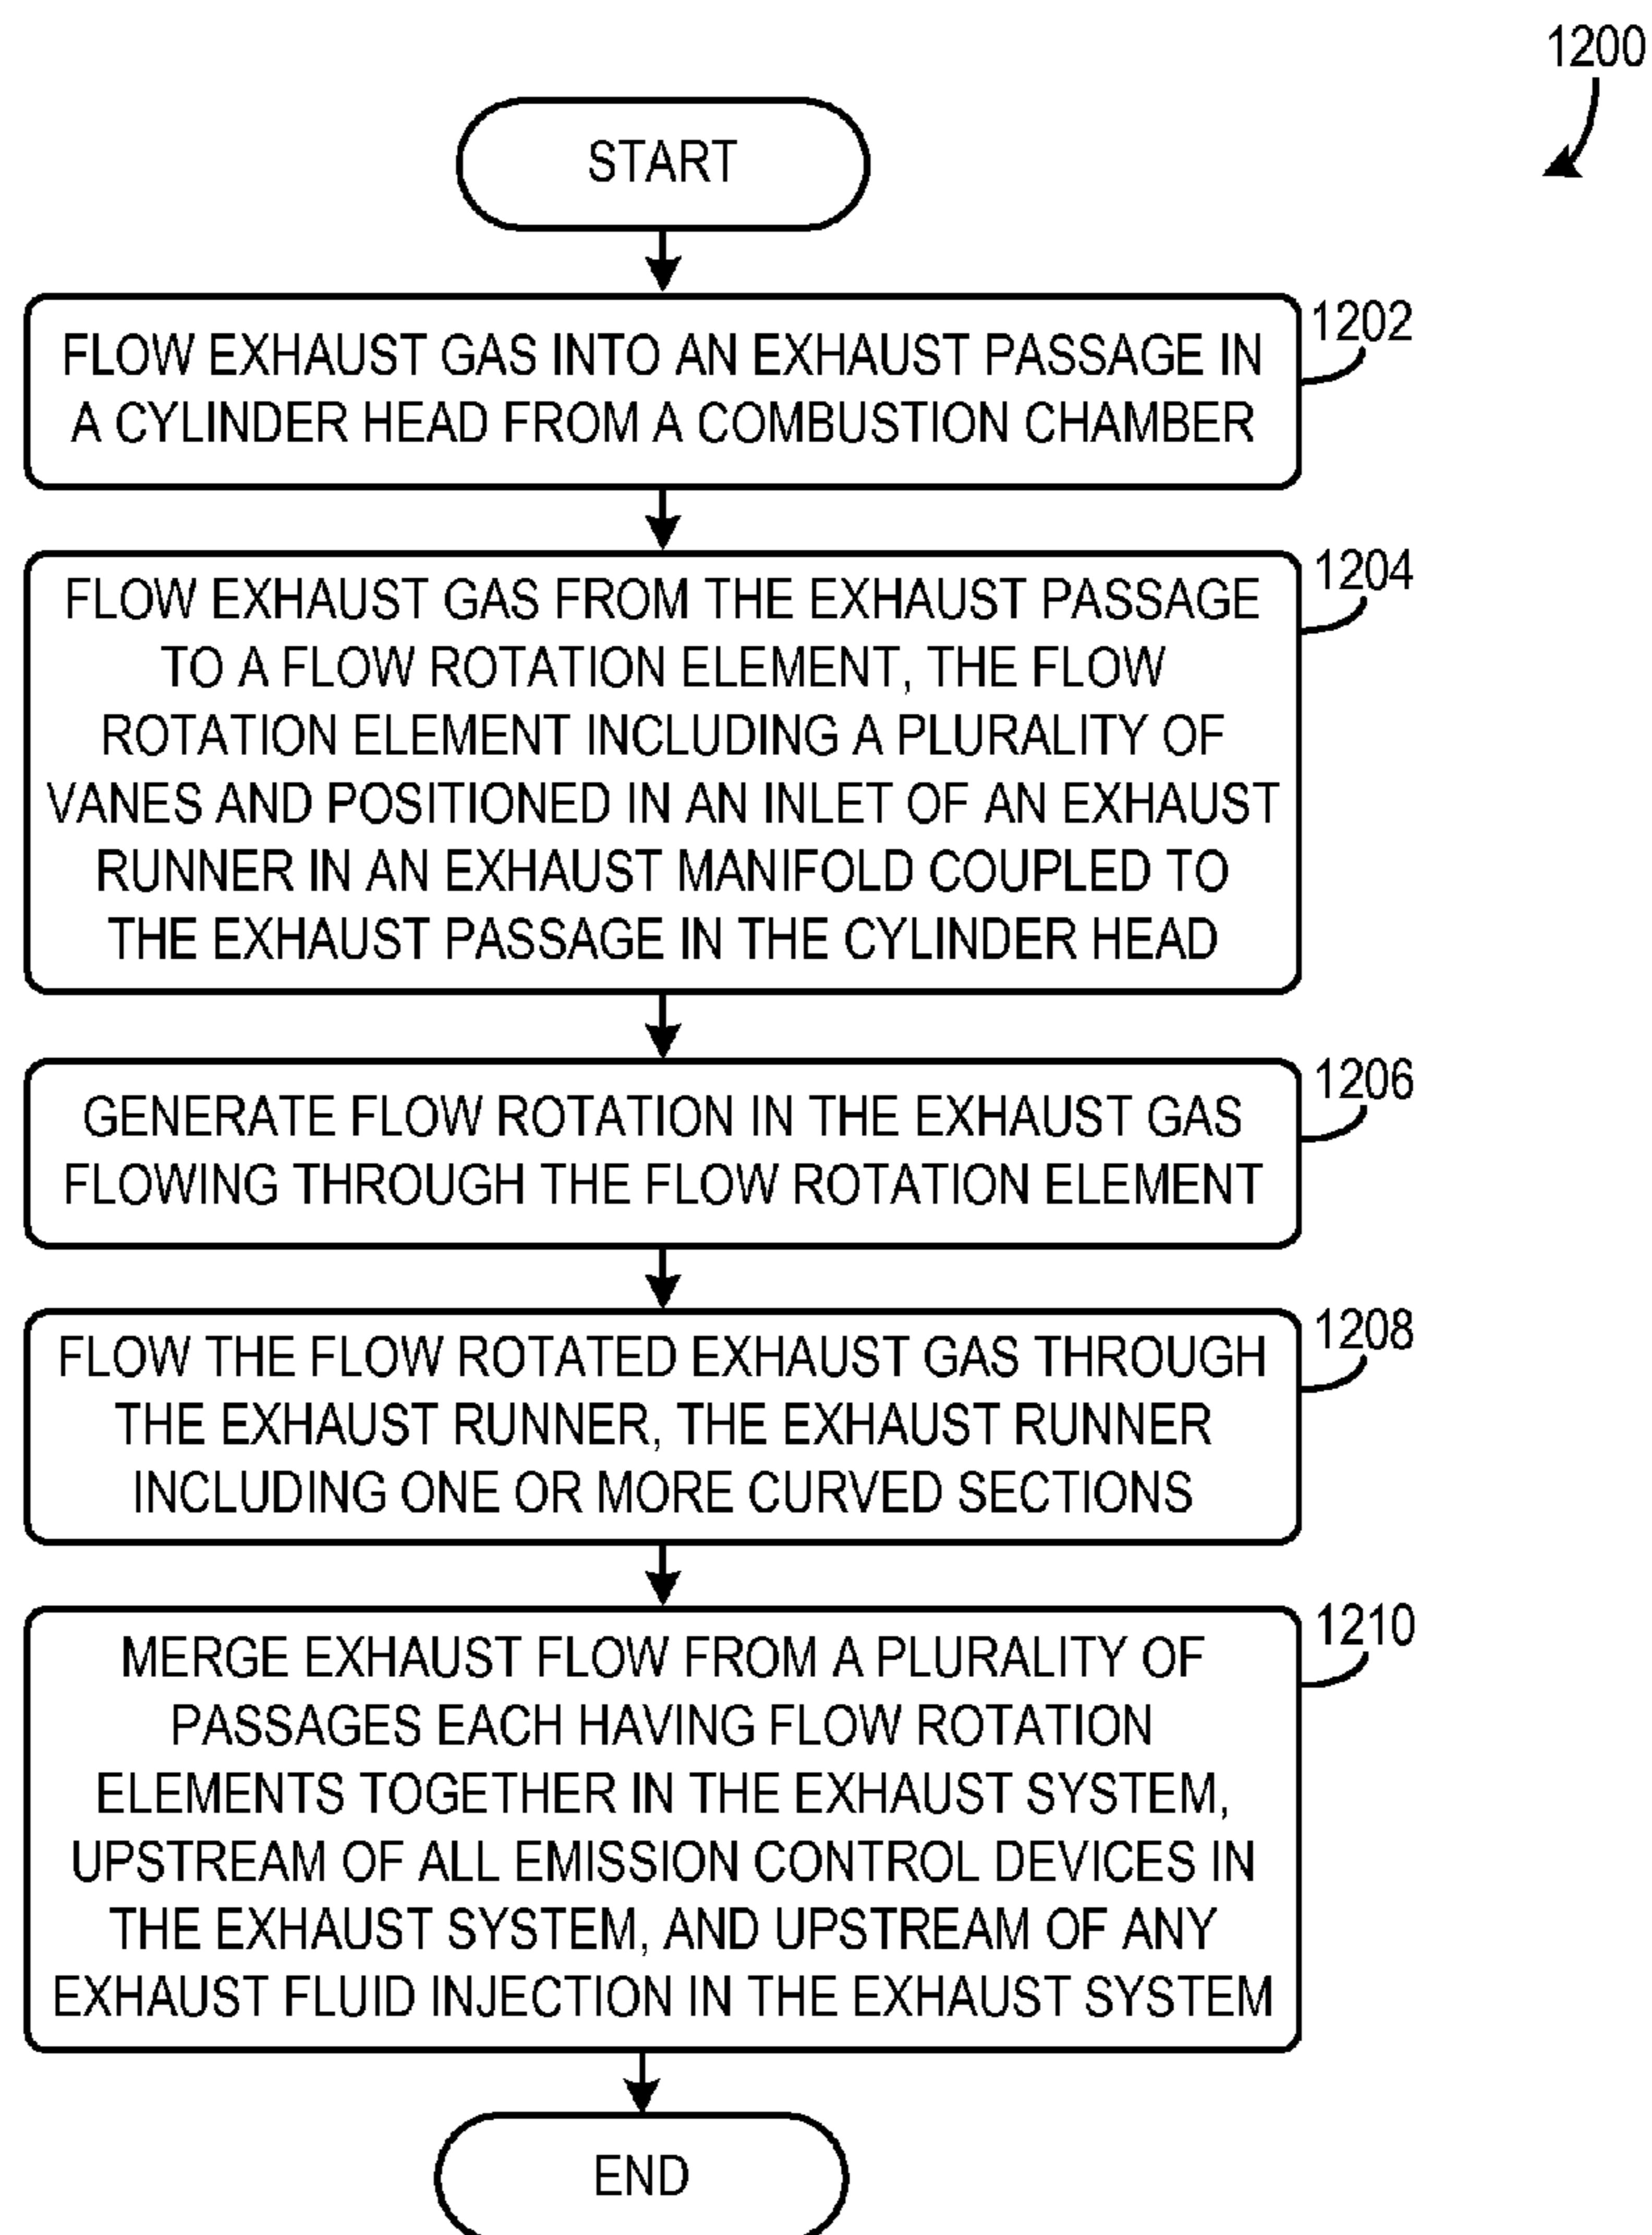 1200
START
1202
FLOW EXHAUST GAS INTO AN EXHAUST PASSAGE IN
A CYLINDER HEAD FROM A COMBUSTION CHAMBER
1204
FLOW EXHAUST GAS FROM THE EXHAUST PASSAGE
TO A FLOW ROTATION ELEMENT, THE FLOW
ROTATION ELEMENT INCLUDING A PLURALITY OF
VANES AND POSITIONED IN AN INLET OF AN EXHAUST
RUNNER IN AN EXHAUST MANIFOLD COUPLED TO
THE EXHAUST PASSAGE IN THE CYLINDER HEAD
1206
GENERATE FLOW ROTATION IN THE EXHAUST GAS
FLOWING THROUGH THE FLOW ROTATION ELEMENT
1208
FLOW THE FLOW ROTATED EXHAUST GAS THROUGH
THE EXHAUST RUNNER, THE EXHAUST RUNNER
INCLUDING ONE OR MORE CURVED SECTIONS
1210
MERGE EXHAUST FLOW FROM A PLURALITY OF
PASSAGES EACH HAVING FLOW ROTATION
ELEMENTS TOGETHER IN THE EXHAUST SYSTEM,
UPSTREAM OF ALL EMISSION CONTROL DEVICES IN
THE EXHAUST SYSTEM, AND UPSTREAM OF ANY
EXHAUST FLUID INJECTION IN THE EXHAUST SYSTEM
END